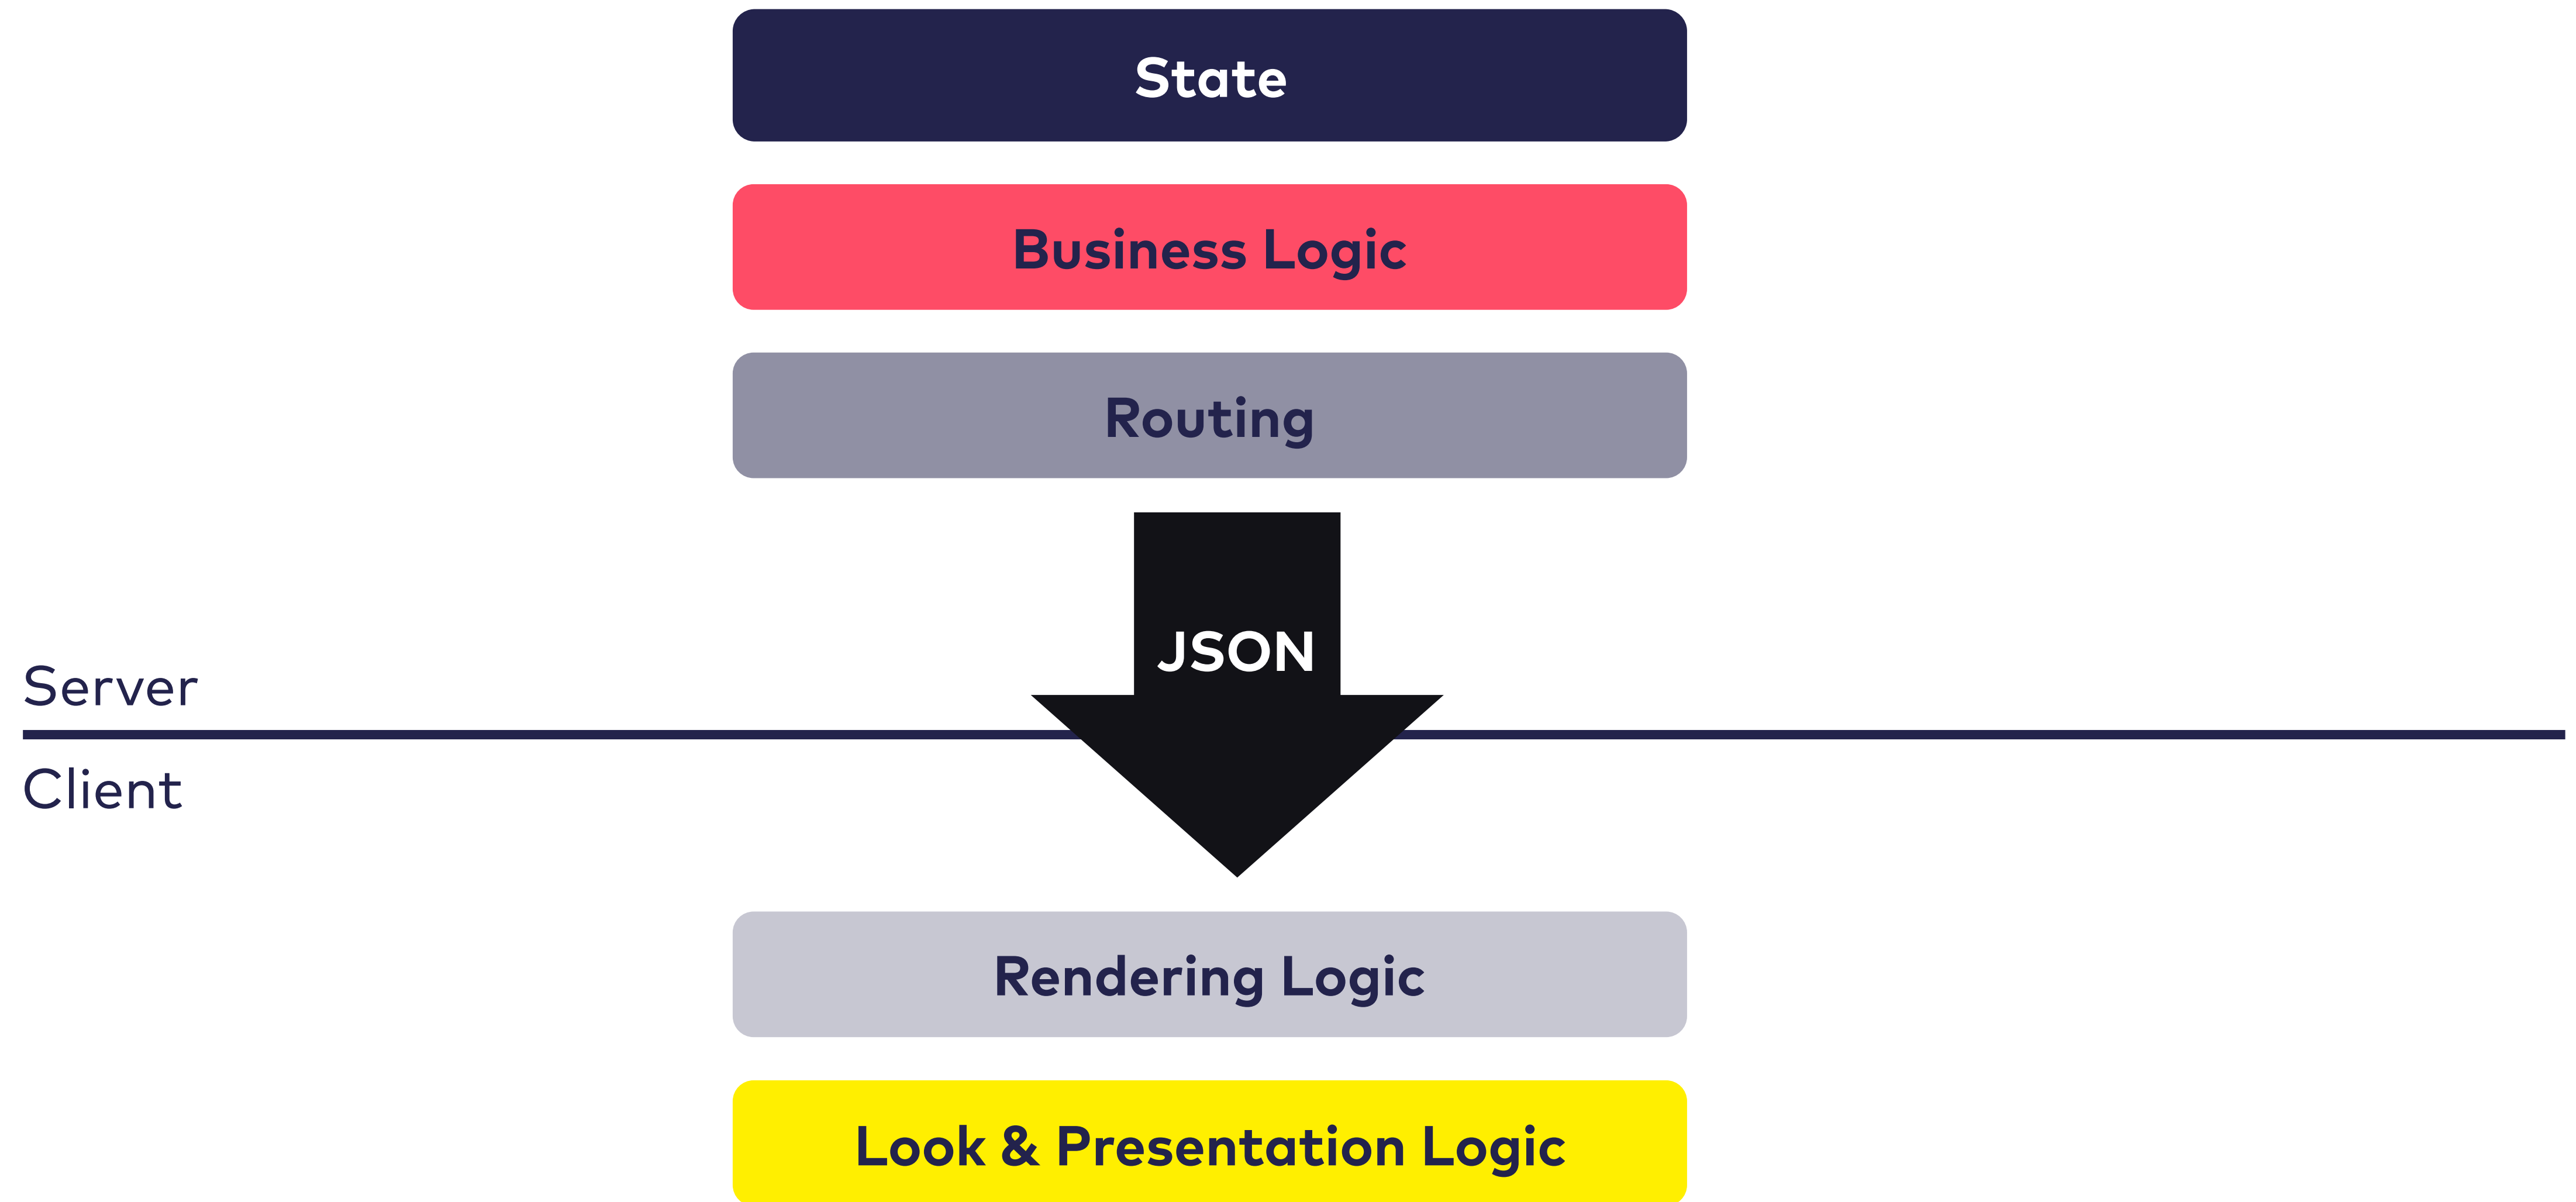 State
Business Logic
Routing
JSON
Server
Client
Rendering Logic
Look & Presentation Logic